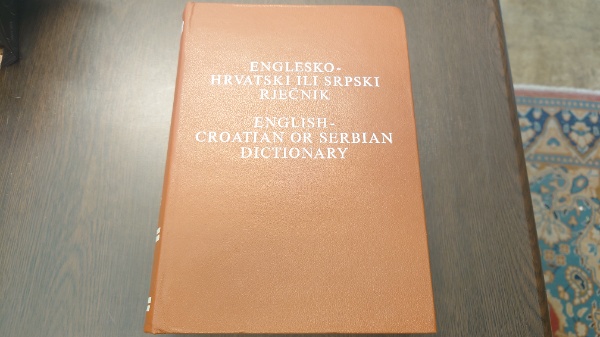 ENGLESKO-
HRVATSKI ILI SRPSKI
RJEČNIK
ENGLISH-
CROATIAN OR SERBIAN
DICTIONARY